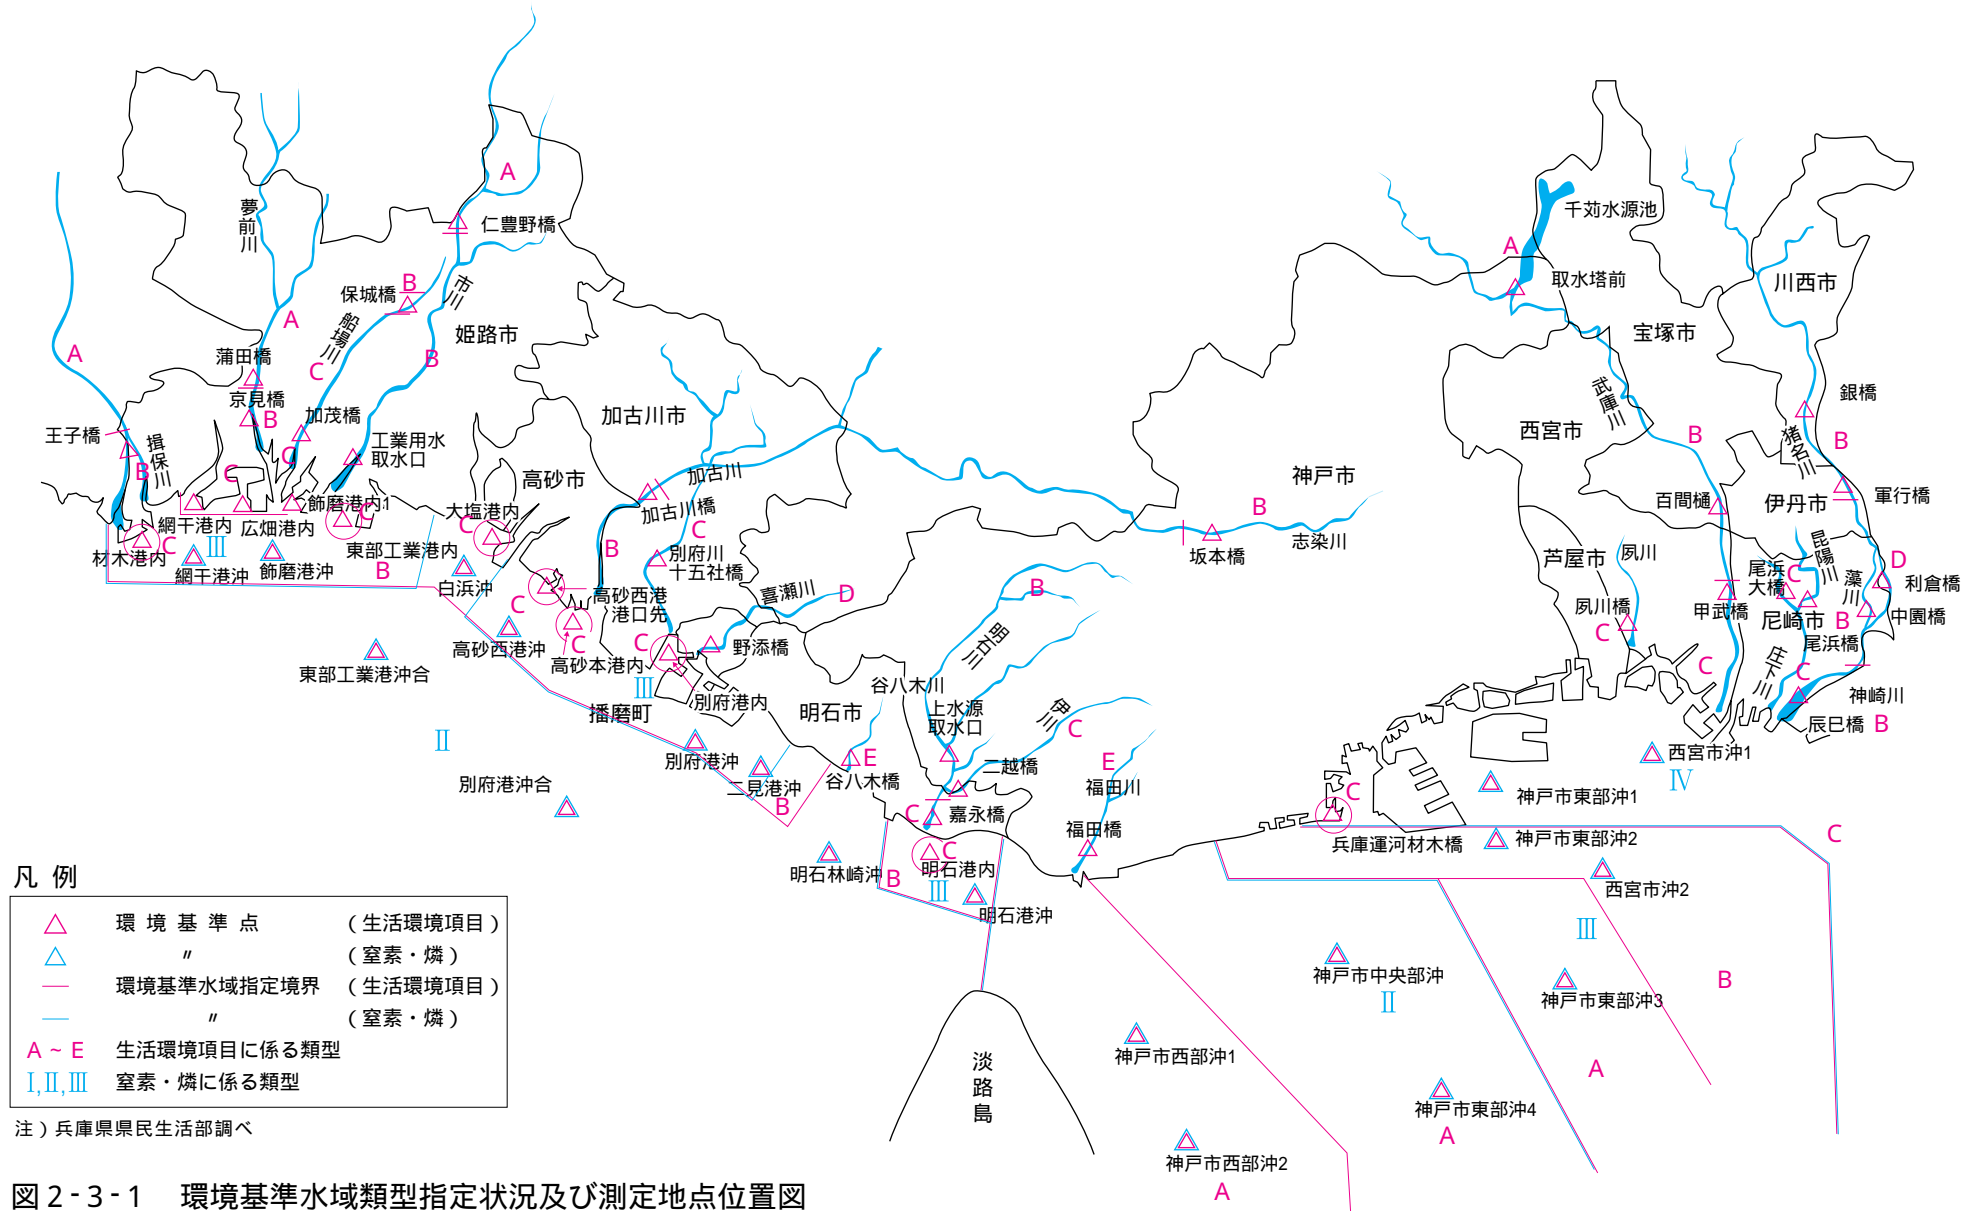 A
仁豊野橋
夢前川
市川
B
保城橋
船場川
姫路市
A
A
B
C
蒲田橋
京見橋
B
加茂橋
王子橋
揖保川
B
C
C
工業用水
取水口
飾磨港内1
C
網干港内
広畑港内
材木港内
C
Ⅲ
網干港沖
飾磨港沖
東部工業港内
B
大塩港内
C
白浜沖
高砂市
加古川市
加古川
加古川橋
B
C
別府川
十五社橋
喜瀬川
D
高砂西港
港口先
C
C
高砂本港内
高砂西港沖
東部工業港沖合
C
野添橋
Ⅲ
別府港内
播磨町
明石市
谷八木川
別府港沖
二見港沖
B
Ⅱ
別府港沖合
E
谷八木橋
明石川
B
上水源
取水口
伊川
C
二越橋
C
嘉永橋
E
福田川
福田橋
明石林崎沖
B
C
明石港内
Ⅲ
明石港沖
淡路島
神戸市
B
坂本橋
志染川
千苅水源池
A
取水塔前
宝塚市
川西市
武庫川
西宮市
銀橋
B
猪名川
B
百間樋
伊丹市
軍行橋
芦屋市
夙川
夙川橋
C
甲武橋
尾浜
大橋
C
昆陽川
藻川
D
利倉橋
尼崎市
B
中園橋
尾浜橋
庄下川
C
C
神崎川
辰巳橋
B
西宮市沖1
Ⅳ
神戸市東部沖1
C
兵庫運河材木橋
神戸市東部沖2
C
西宮市沖2
Ⅲ
神戸市中央部沖
Ⅱ
神戸市東部沖3
B
神戸市西部沖1
A
神戸市東部沖4
A
神戸市西部沖2
A
凡 例
環 境 基 準 点 （生活環境項目）
〃 （窒素・燐）
環境基準水域指定境界 （生活環境項目）
〃 （窒素・燐）
A ~ E 生活環境項目に係る類型
Ⅰ,Ⅱ,Ⅲ 窒素・燐に係る類型
注）兵庫県県民生活部調べ
図2-3-1 環境基準水域類型指定状況及び測定地点位置図